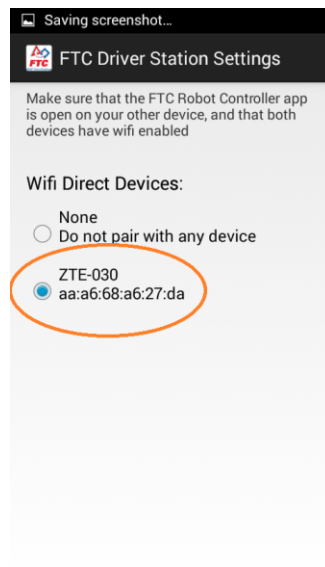 Saving screenshot...
FTC FTC Driver Station Settings
Make sure that the FTC Robot Controller app
is open on your other device, and that both
devices have wifi enabled
Wifi Direct Devices:
None
Do not pair with any device
ZTE-030
aa:a6:68:a6:27:da